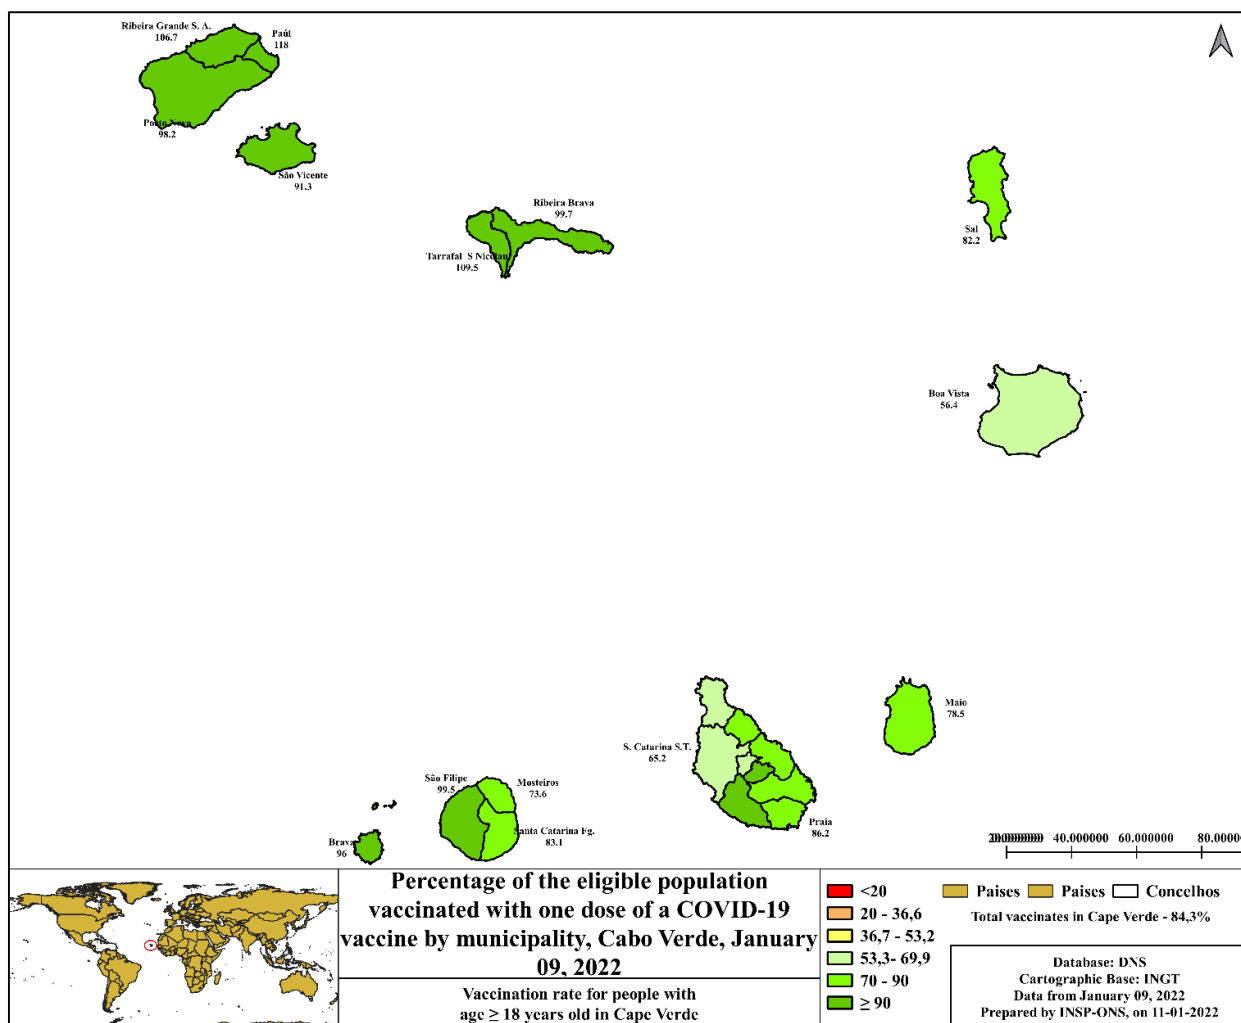 Ribeira Grande S. A.
106.7
Paúl
118
Porto Novo
98.2
São Vicente
91.3
Ribeira Brava
99.7
Tarrafal S Nicolau
109.5
Sal
82.2
Boa Vista
56.4
Maio
78.5
S. Catarina S.T.
65.2
Praia
86.2
São Filipe
99.5
Mosteiros
73.6
Santa Catarina Fg.
83.1
Brava
96
40.000000 60.000000 80.00000
Percentage of the eligible population
vaccinated with one dose of a COVID-19
vaccine by municipality, Cabo Verde, January
09, 2022
Vaccination rate for people with
age ≥ 18 years old in Cape Verde
<20
20 - 36,6
36,7 - 53,2
53,3- 69,9
70 - 90
≥ 90
Paises Paises Concelhos
Total vaccinates in Cape Verde - 84,3%
Database: DNS
Cartographic Base: INGT
Data from January 09, 2022
Prepared by INSP-ONS, on 11-01-2022